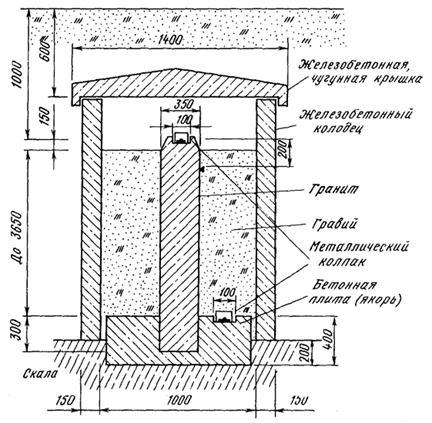 1400
600
1000
Железобетонная,
чугунная крышка
350
150
100
Железобетонный
колодец
200
Гранит
До 3650
Гравий
Металлический
колпак
100
Бетонная
плита (якорь)
300
400
200
Скала
150
1000
150